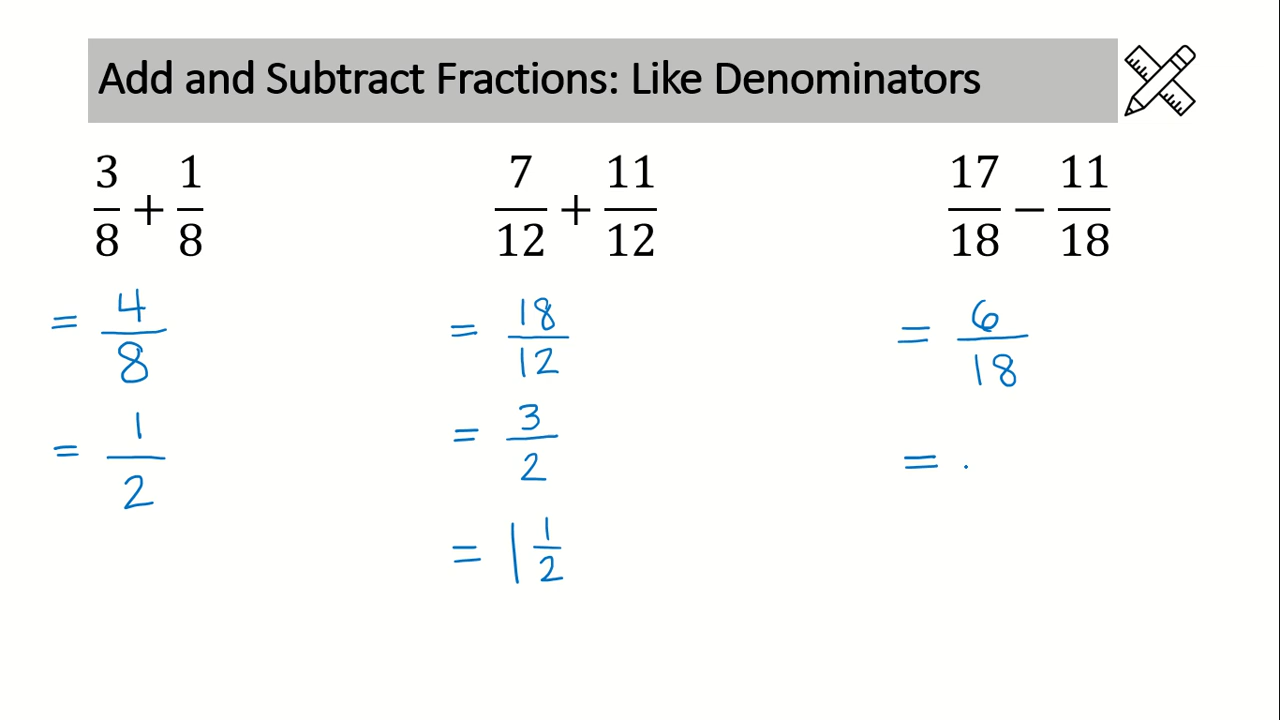 Add and Subtract Fractions: Like Denominators
3/8 + 1/8
= 4/8
= 1/2
7/12 + 11/12
= 18/12
= 3/2
= 1 1/2
17/18 − 11/18
= 6/18
= .